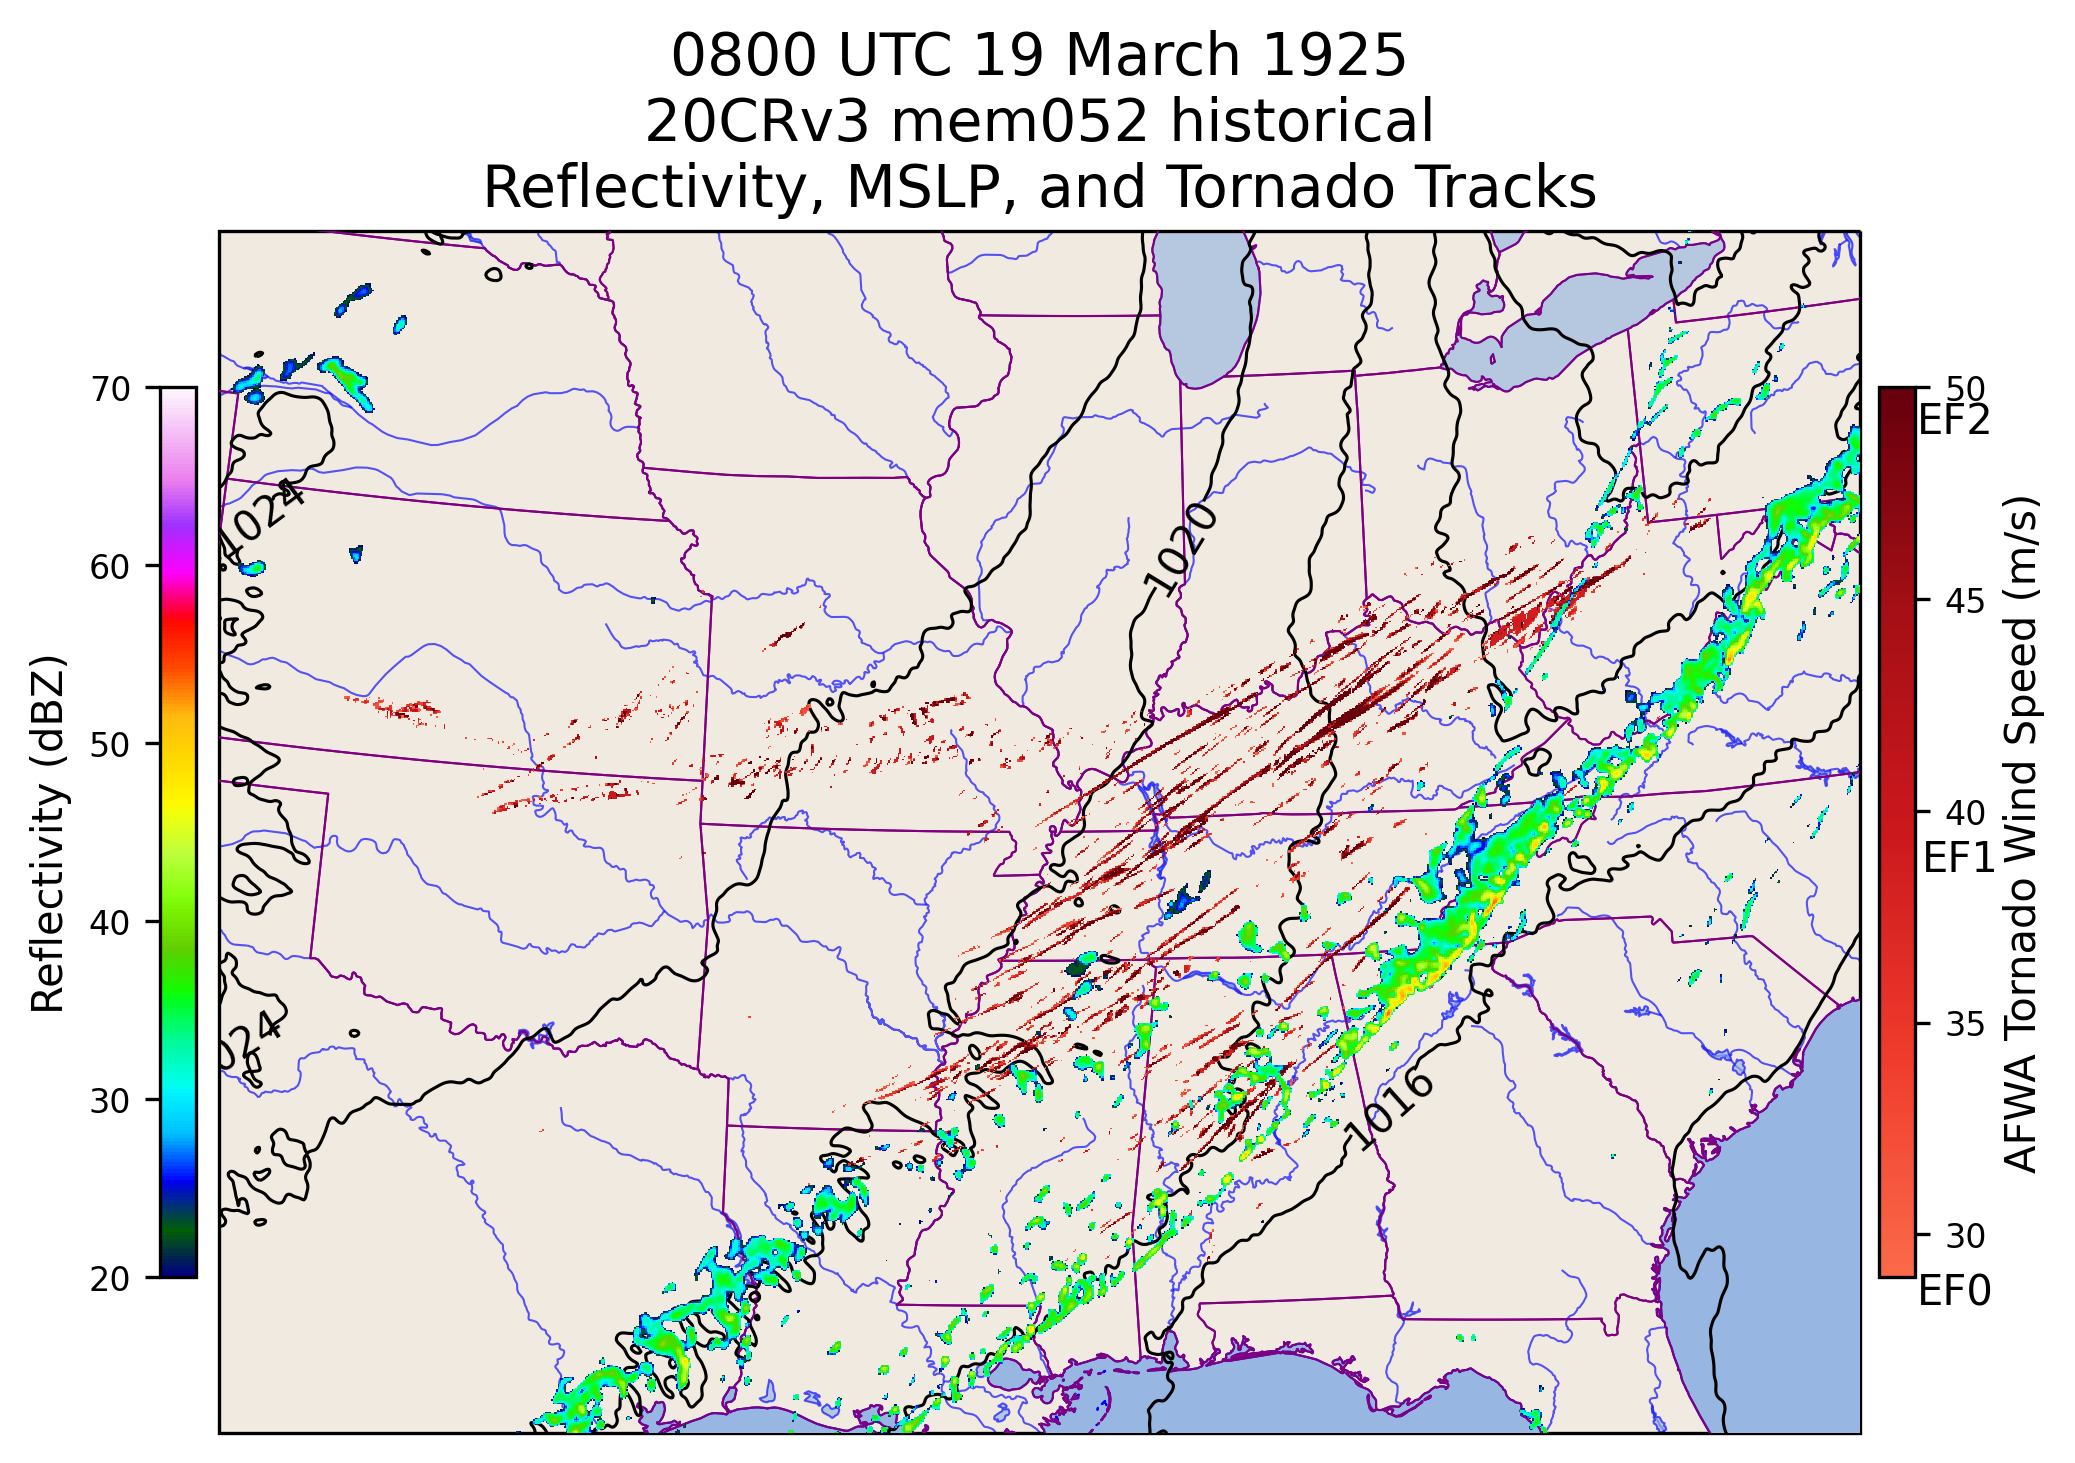 0800 UTC 19 March 1925
20CRv3 mem052 historical
Reflectivity, MSLP, and Tornado Tracks
Reflectivity (dBZ)
70
60
50
40
30
20
1024
024
1020
1016
50
EF2
45
40
EF1
35
30
EF0
AFWA Tornado Wind Speed (m/s)